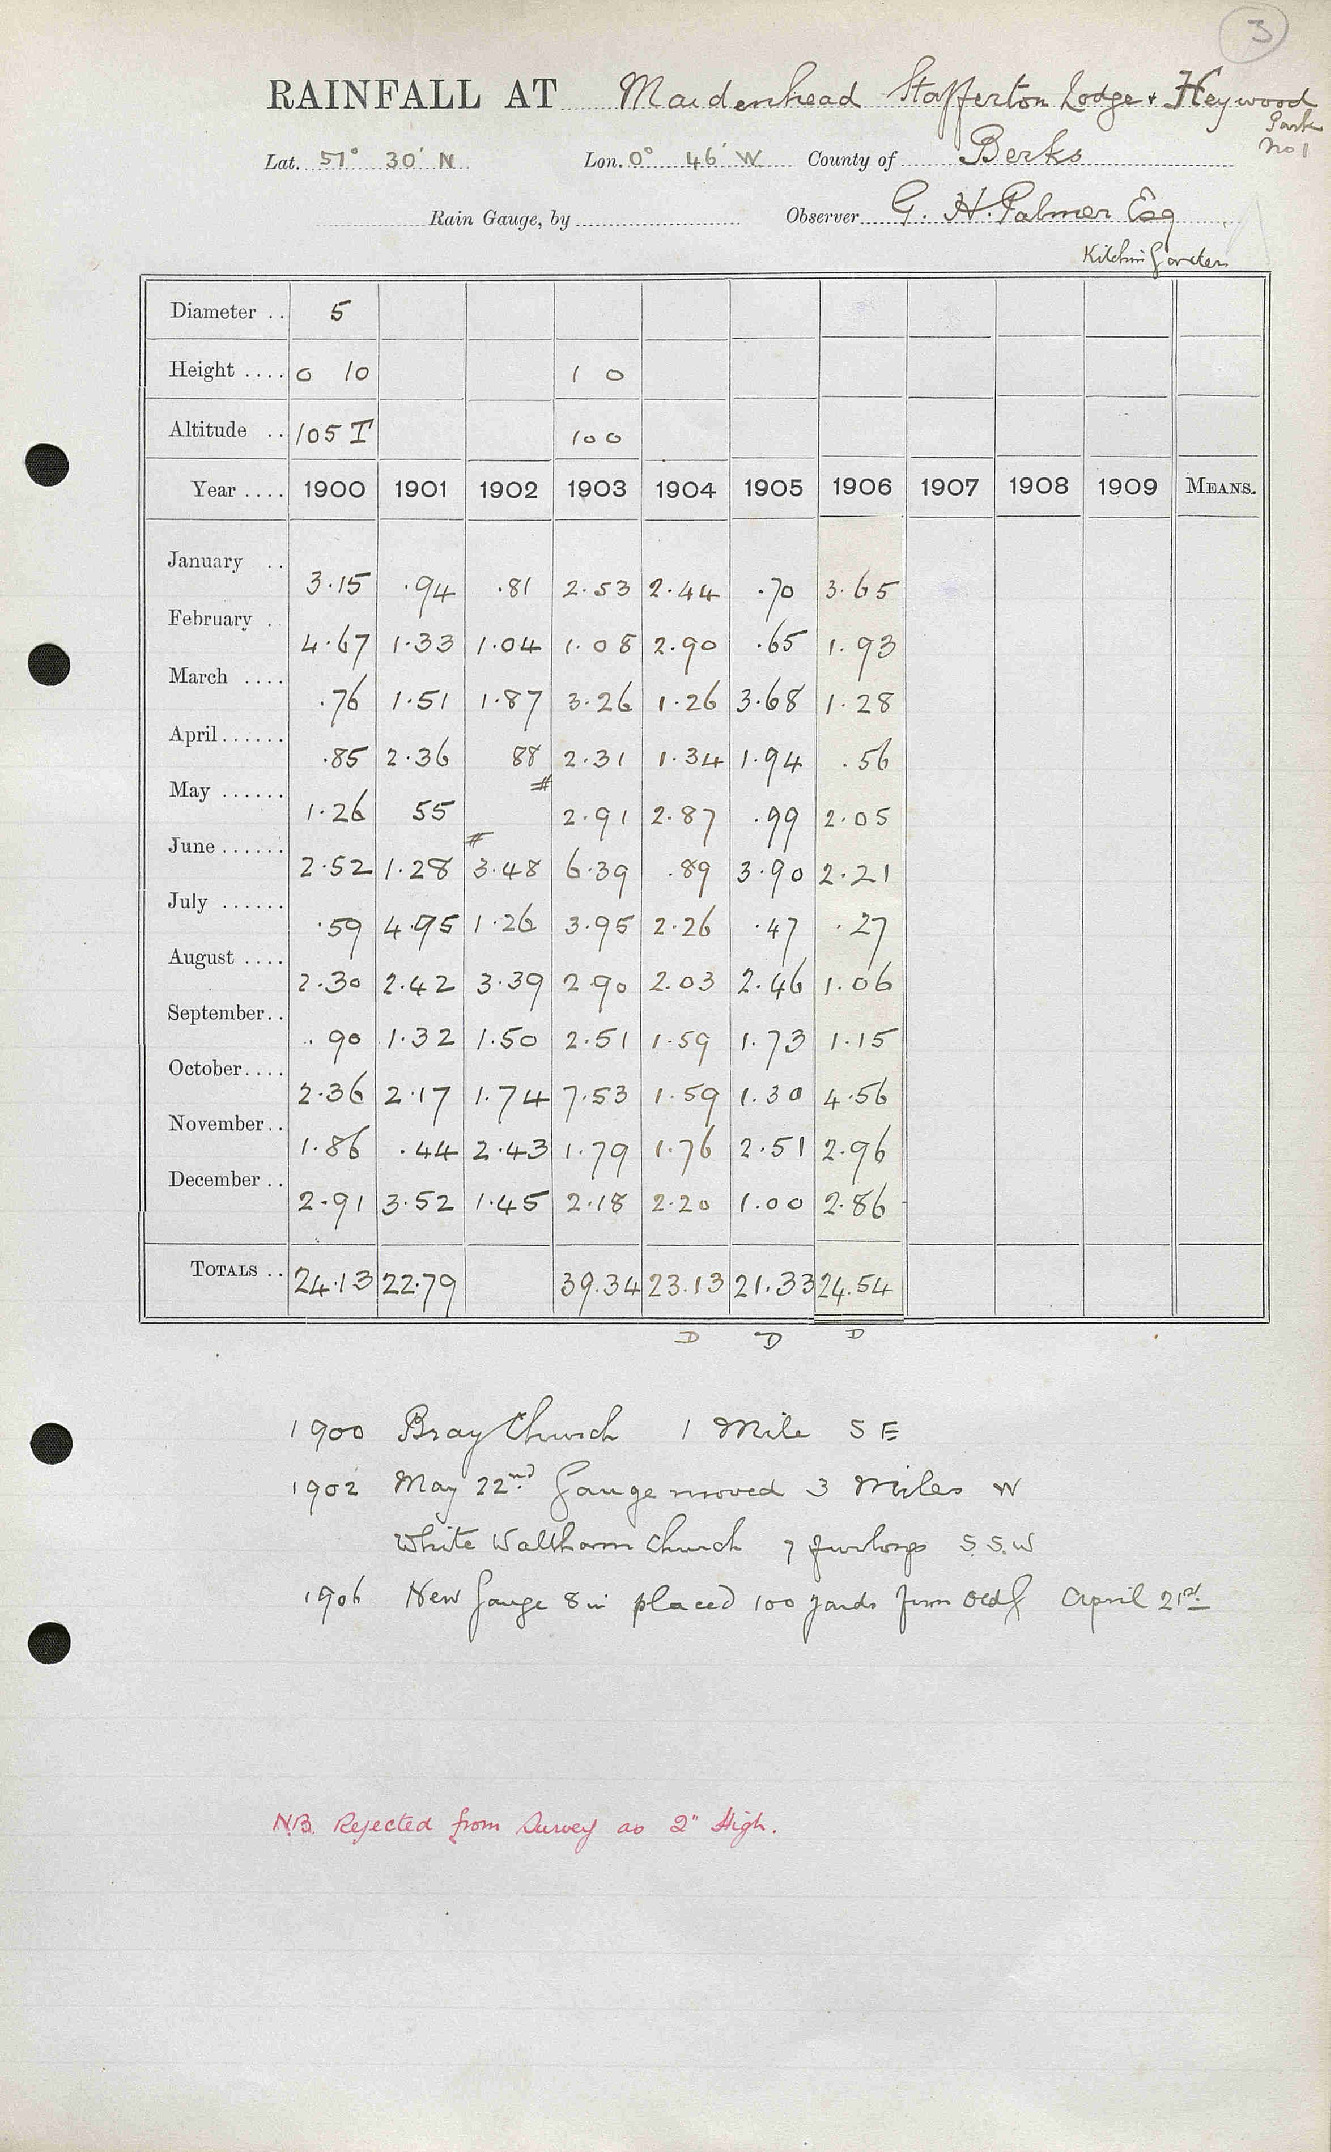 3
RAINFALL AT Maidenhead Stafferton Lodge & Heywood
Park
No 1
Lat. 51° 30' N Lon. 0° 46' W County of Berks
Rain Gauge, by Observer G. H. Palmer Esq
Kitchen Garden
Diameter .. 5
Height .... 0 10 1 0
Altitude .. 105 T 100
Year .... 1900 1901 1902 1903 1904 1905 1906 1907 1908 1909 MEANS.
January .. 3.15 .94 .81 2.53 2.44 .70 3.65
February . 4.67 1.33 1.04 1.08 2.90 .65 1.93
March .... .76 1.51 1.87 3.26 1.26 3.68 1.28
April ...... .85 2.36 88 2.31 1.34 1.94 .56
May ...... 1.26 55 # 2.91 2.87 .99 2.05
June ...... 2.52 1.28 # 3.48 6.39 .89 3.90 2.21
July ...... .59 4.95 1.26 3.95 2.26 .47 .27
August .... 2.30 2.42 3.39 2.90 2.03 2.46 1.06
September.. .90 1.32 1.50 2.51 1.59 1.73 1.15
October.... 2.36 2.17 1.74 7.53 1.59 1.30 4.56
November.. 1.86 .44 2.43 1.79 1.76 2.51 2.96
December .. 2.91 3.52 1.45 2.18 2.20 1.00 2.86
TOTALS .. 24.13 22.79 39.34 23.13 21.33 24.54
D D D
1900 Bray Church 1 Mile S E
1902 May 22nd Gauge moved 3 Miles W
White Waltham Church 7 furlongs S.S.W
1906 New Gauge 8 in placed 100 yards from Old G April 21st
N.B. Rejected from Survey as 2" High.